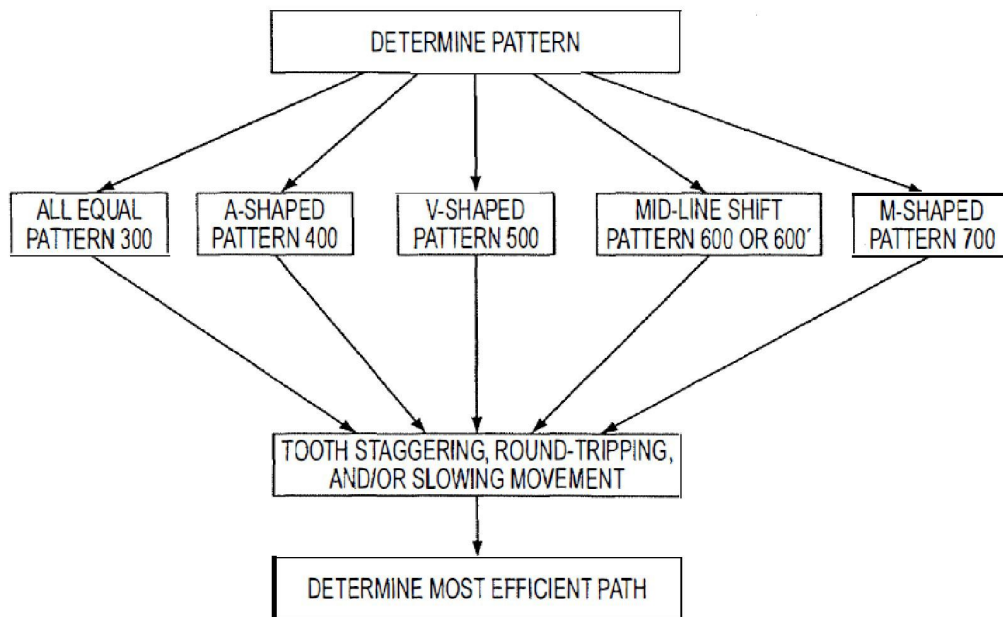 DETERMINE PATTERN
ALL EQUAL
PATTERN 300
A-SHAPED
PATTERN 400
V-SHAPED
PATTERN 500
MID-LINE SHIFT
PATTERN 600 OR 600´
M-SHAPED
PATTERN 700
TOOTH STAGGERING, ROUND-TRIPPING,
AND/OR SLOWING MOVEMENT
DETERMINE MOST EFFICIENT PATH